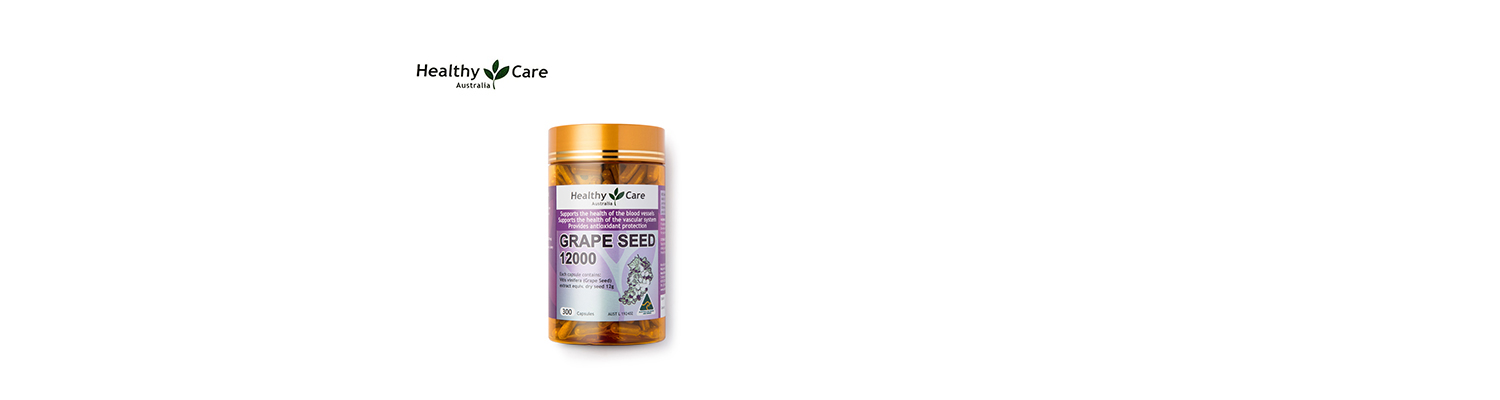 Healthy Care
Australia
Healthy Care
Australia
Supports the health of the blood vessels
Supports the health of the vascular system
Provides antioxidant protection
GRAPE SEED
12000
Each capsule contains:
Vitis vinifera (Grape Seed)
extract equiv. dry seed 12g
300 Capsules
AUST L